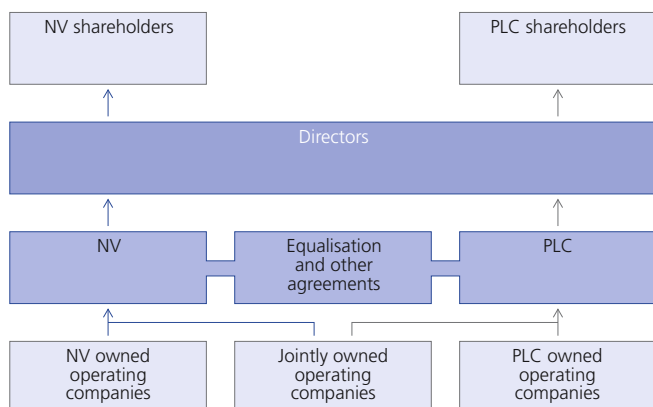 NV shareholders
PLC shareholders
Directors
NV
Equalisation
and other
agreements
PLC
NV owned
operating
companies
Jointly owned
operating
companies
PLC owned
operating
companies